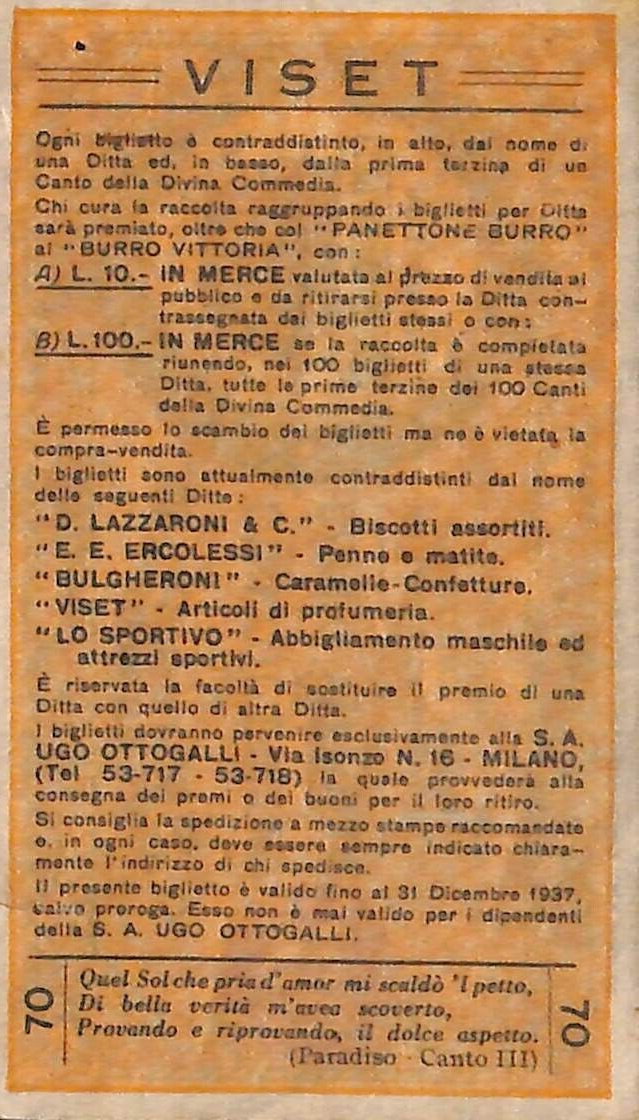 VISET
Ogni biglietto è contraddistinto, in alto, dal nome di
una Ditta ed, in basso, dalla prima terzina di un
Canto della Divina Commedia.
Chi cura la raccolta raggruppando i biglietti per Ditta
sarà premiato, oltre che col "PANETTONE BURRO"
al "BURRO VITTORIA", con:
A) L. 10.- IN MERCE valutata al prezzo di vendita al
pubblico e da ritirarsi presso la Ditta con-
trassegnata dai biglietti stessi o con:
B) L. 100.- IN MERCE se la raccolta è completata
riunendo, nei 100 biglietti di una stessa
Ditta, tutte le prime terzine dei 100 Canti
della Divina Commedia.
È permesso lo scambio dei biglietti ma ne è vietata la
compra-vendita.
I biglietti sono attualmente contraddistinti dal nome
delle seguenti Ditte:
"D. LAZZARONI & C." - Biscotti assortiti.
"E. E. ERCOLESSI" - Penne e matite.
"BULGHERONI" - Caramelle-Confetture.
"VISET" - Articoli di profumeria.
"LO SPORTIVO" - Abbigliamento maschile ed
attrezzi sportivi.
È riservata la facoltà di sostituire il premio di una
Ditta con quello di altra Ditta.
I biglietti dovranno pervenire esclusivamente alla S. A.
UGO OTTOGALLI - Via Isonzo N. 16 - MILANO,
(Tel 53-717 - 53-718) la quale provvederà alla
consegna dei premi o dei buoni per il loro ritiro.
Si consiglia la spedizione a mezzo stampe raccomandate
e, in ogni caso, deve essere sempre indicato chiara-
mente l'indirizzo di chi spedisce.
Il presente biglietto è valido fino al 31 Dicembre 1937,
salvo proroga. Esso non è mai valido per i dipendenti
della S. A. UGO OTTOGALLI.
70
Quel Sol che pria d'amor mi scaldò 'l petto,
Di bella verità m'avea scoverto,
Provando e riprovando, il dolce aspetto.
(Paradiso - Canto III)
70